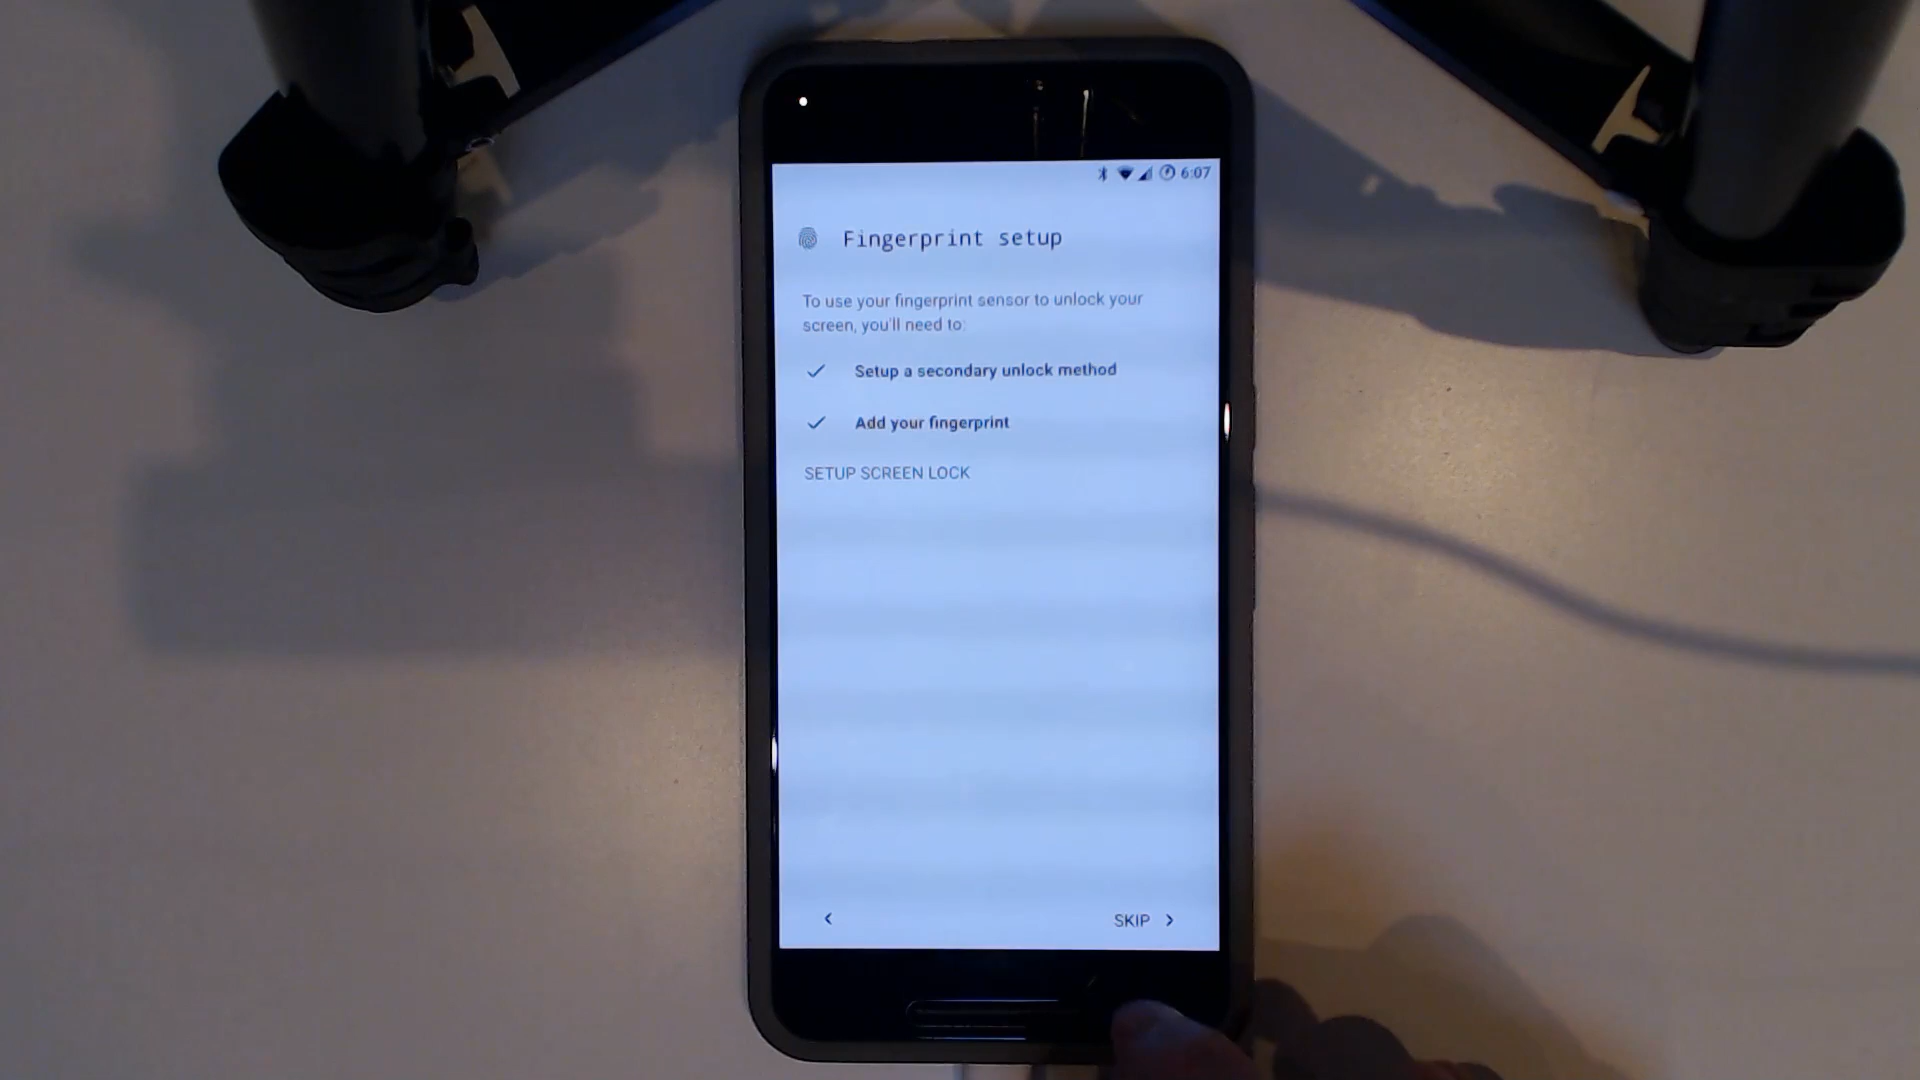 6:07
Fingerprint setup
To use your fingerprint sensor to unlock your
screen, you'll need to:
Setup a secondary unlock method
Add your fingerprint
SETUP SCREEN LOCK
SKIP